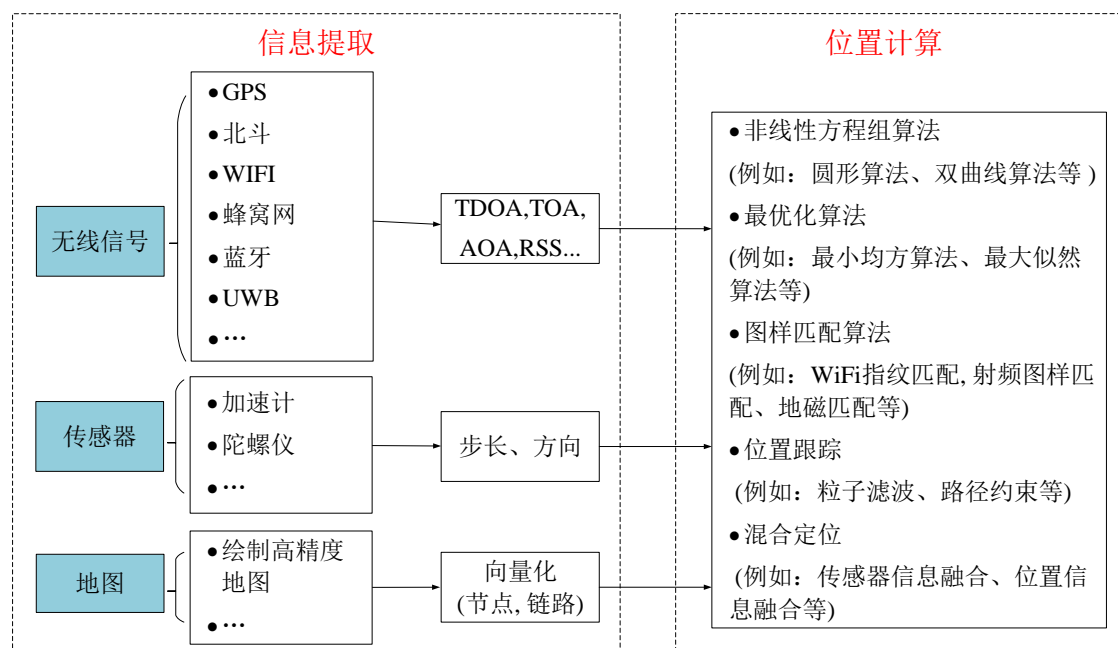 信息提取
无线信号
•GPS
•北斗
•WIFI
•蜂窝网
•蓝牙
•UWB
•…
TDOA,TOA,
AOA,RSS...
传感器
•加速计
•陀螺仪
•…
步长、方向
地图
•绘制高精度
地图
•…
向量化
(节点, 链路)
位置计算
•非线性方程组算法
(例如：圆形算法、双曲线算法等 )
•最优化算法
(例如：最小均方算法、最大似然
算法等)
•图样匹配算法
(例如：WiFi指纹匹配, 射频图样匹
配、地磁匹配等)
•位置跟踪
(例如：粒子滤波、路径约束等)
•混合定位
(例如：传感器信息融合、位置信
息融合等)